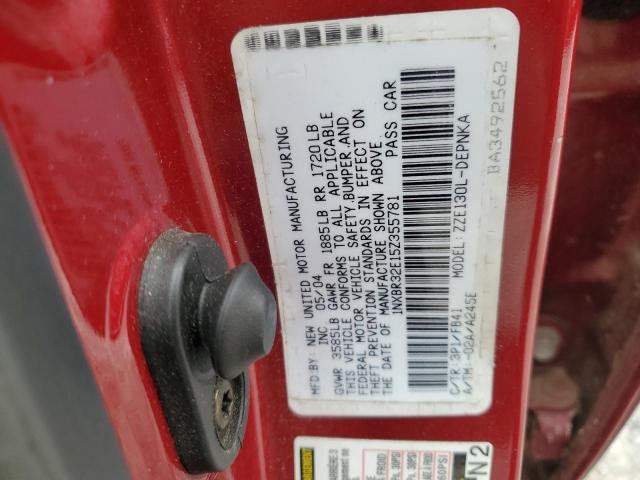 MFD.BY: NEW UNITED MOTOR MANUFACTURING
INC 05/04
GVWR 3585LB GAWR FR 1885LB RR 1720LB
THIS VEHICLE CONFORMS TO ALL APPLICABLE
FEDERAL MOTOR VEHICLE SAFETY,BUMPER,AND
THEFT PREVENTION STANDARDS IN EFFECT ON
THE DATE OF MANUFACTURE SHOWN ABOVE.
1NXBR32E15Z355781 PASS CAR
C/TR:3P1/FB41 MODEL:ZZE130L-DEPNKA
A/TM:-02A/A245E
BA3492562
N2